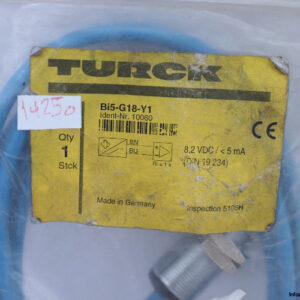 TURCK
14250
Bi5-G18-Y1
Ident-Nr. 10060
Qty
1
Stck
BN
BU
8,2 VDC / < 5 mA
(DIN 19 234)
CE
Made in Germany
Inspection